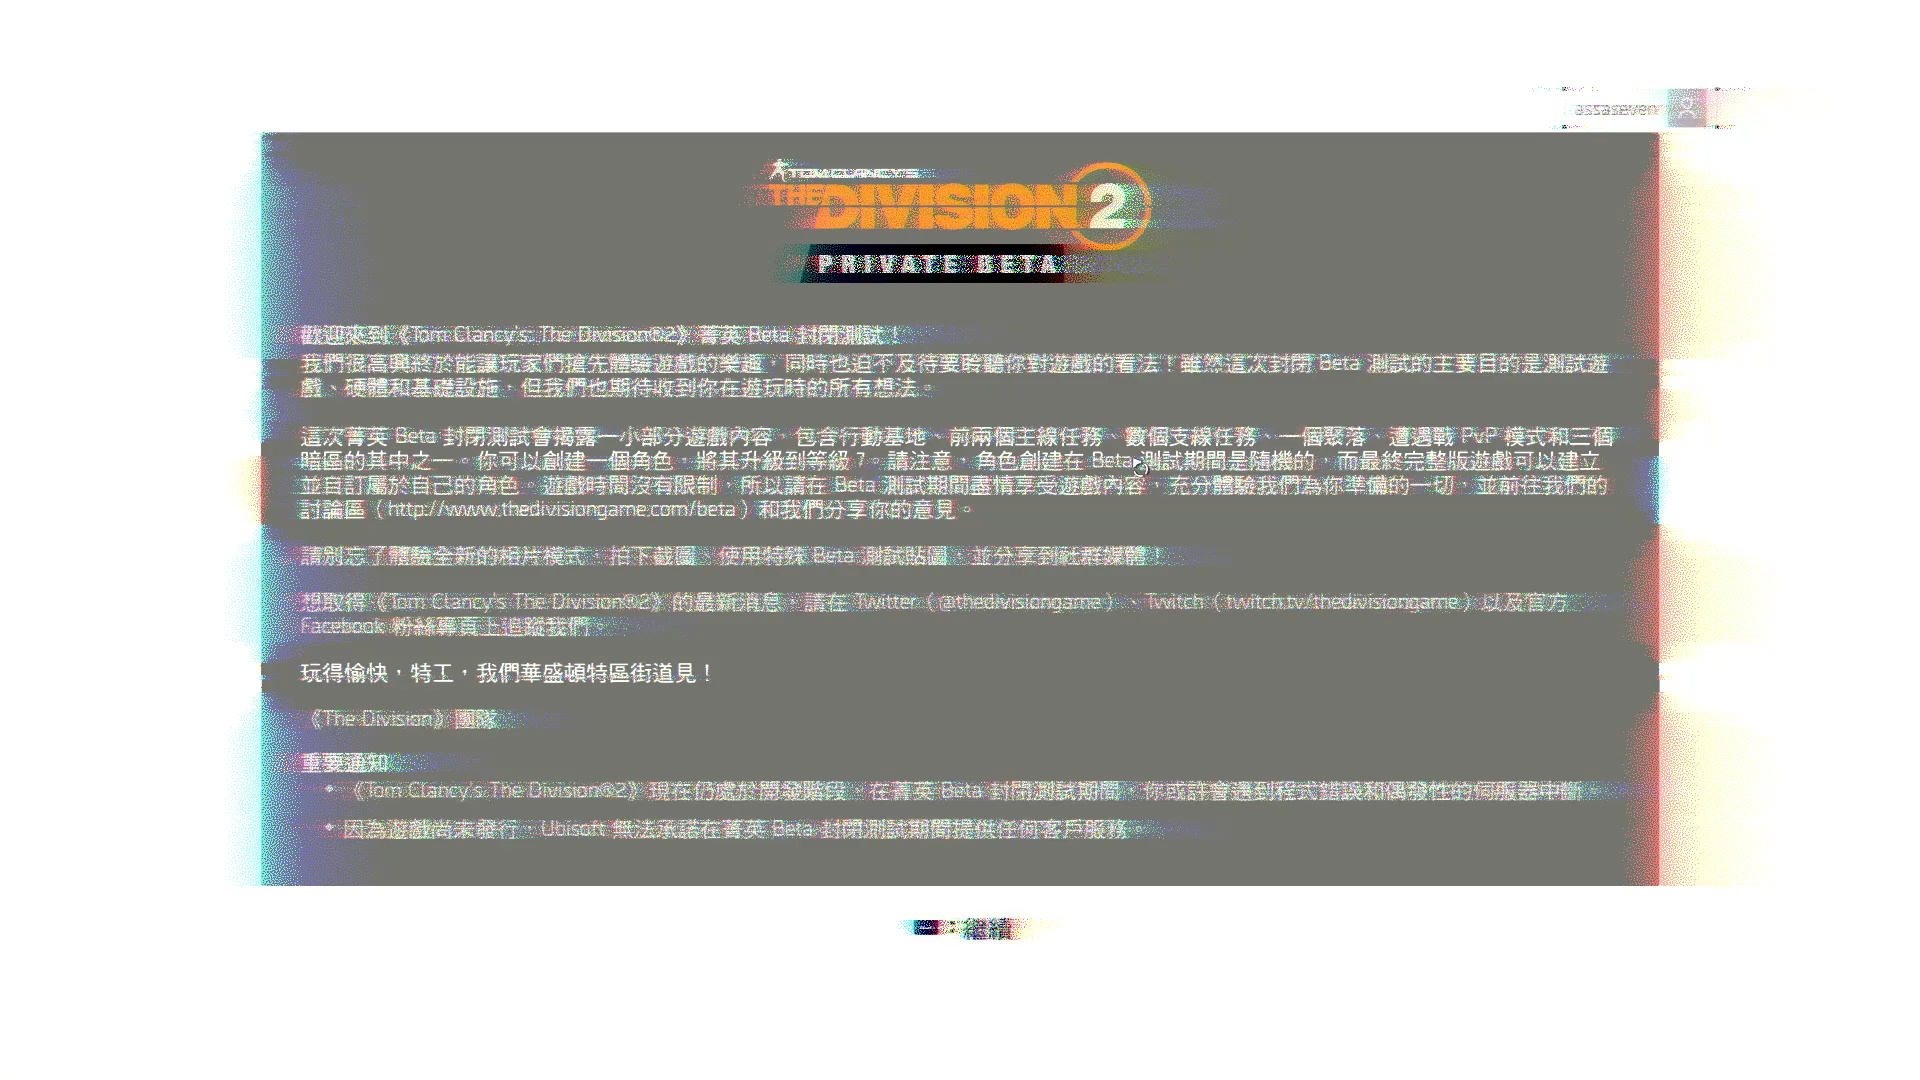 assaseven
TOM CLANCY'S
THE DIVISION 2
PRIVATE BETA
歡迎來到《Tom Clancy's The Division®2》菁英 Beta 封閉測試！
我們很高興終於能讓玩家們搶先體驗遊戲的樂趣，同時也迫不及待要聆聽你對遊戲的看法！雖然這次封閉 Beta 測試的主要目的是測試遊
戲、硬體和基礎設施，但我們也期待收到你在遊玩時的所有想法。
這次菁英 Beta 封閉測試會揭露一小部分遊戲內容，包含行動基地、前兩個主線任務、數個支線任務、一個聚落、遭遇戰 PvP 模式和三個
暗區的其中之一。你可以創建一個角色，將其升級到等級 7。請注意，角色創建在 Beta 測試期間是隨機的，而最終完整版遊戲可以建立
並自訂屬於自己的角色。遊戲時間沒有限制，所以請在 Beta 測試期間盡情享受遊戲內容，充分體驗我們為你準備的一切，並前往我們的
討論區（http://www.thedivisiongame.com/beta）和我們分享你的意見。
請別忘了體驗全新的相片模式，拍下截圖、使用特殊 Beta 測試貼圖，並分享到社群媒體！
想取得《Tom Clancy's The Division®2》的最新消息，請在 Twitter（@thedivisiongame）、Twitch（twitch.tv/thedivisiongame）以及官方
Facebook 粉絲專頁上追蹤我們。
玩得愉快，特工，我們華盛頓特區街道見！
《The Division》團隊
重要通知
• 《Tom Clancy's The Division®2》現在仍處於開發階段，在菁英 Beta 封閉測試期間，你或許會遇到程式錯誤和偶發性的伺服器中斷。
• 因為遊戲尚未發行，Ubisoft 無法承諾在菁英 Beta 封閉測試期間提供任何客戶服務。
繼續